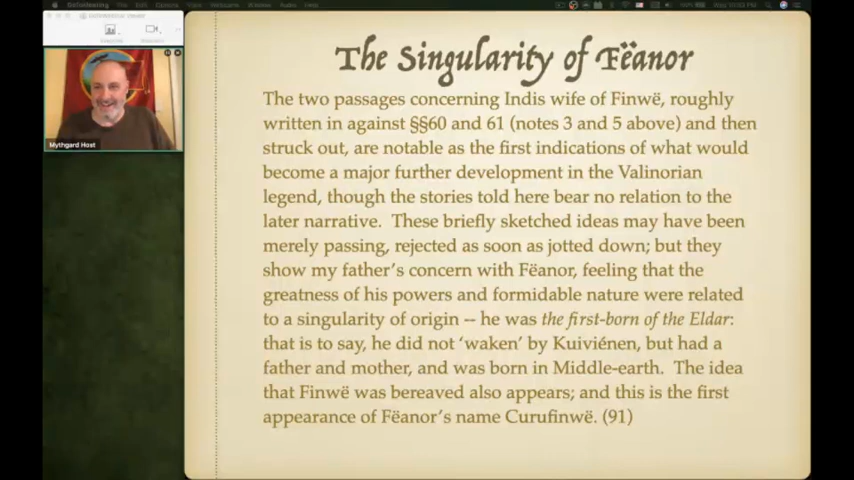 The Singularity of Fëanor
The two passages concerning Indis wife of Finwë, roughly
written in against §§60 and 61 (notes 3 and 5 above) and then
struck out, are notable as the first indications of what would
become a major further development in the Valinorian
legend, though the stories told here bear no relation to the
later narrative. These briefly sketched ideas may have been
merely passing, rejected as soon as jotted down; but they
show my father's concern with Fëanor, feeling that the
greatness of his powers and formidable nature were related
to a singularity of origin -- he was the first-born of the Eldar:
that is to say, he did not 'waken' by Kuiviénen, but had a
father and mother, and was born in Middle-earth. The idea
that Finwë was bereaved also appears; and this is the first
appearance of Fëanor's name Curufinwë. (91)
Mythgard Host